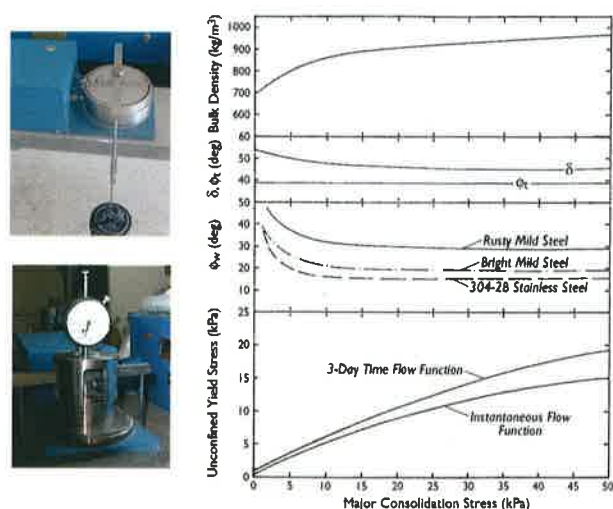 Bulk Density (kg/m³)
1000
900
800
700
60
δ, ϕt (deg)
50
40
30
δ
ϕt
φw (deg)
40
30
20
10
0
Rusty Mild Steel
Bright Mild Steel
304-2B Stainless Steel
Unconfined Yield Stress (kPa)
25
20
15
10
5
0
3-Day Time Flow Function
Instantaneous Flow
Function
0 5 10 15 20 25 30 35 40 45 50
Major Consolidation Stress (kPa)